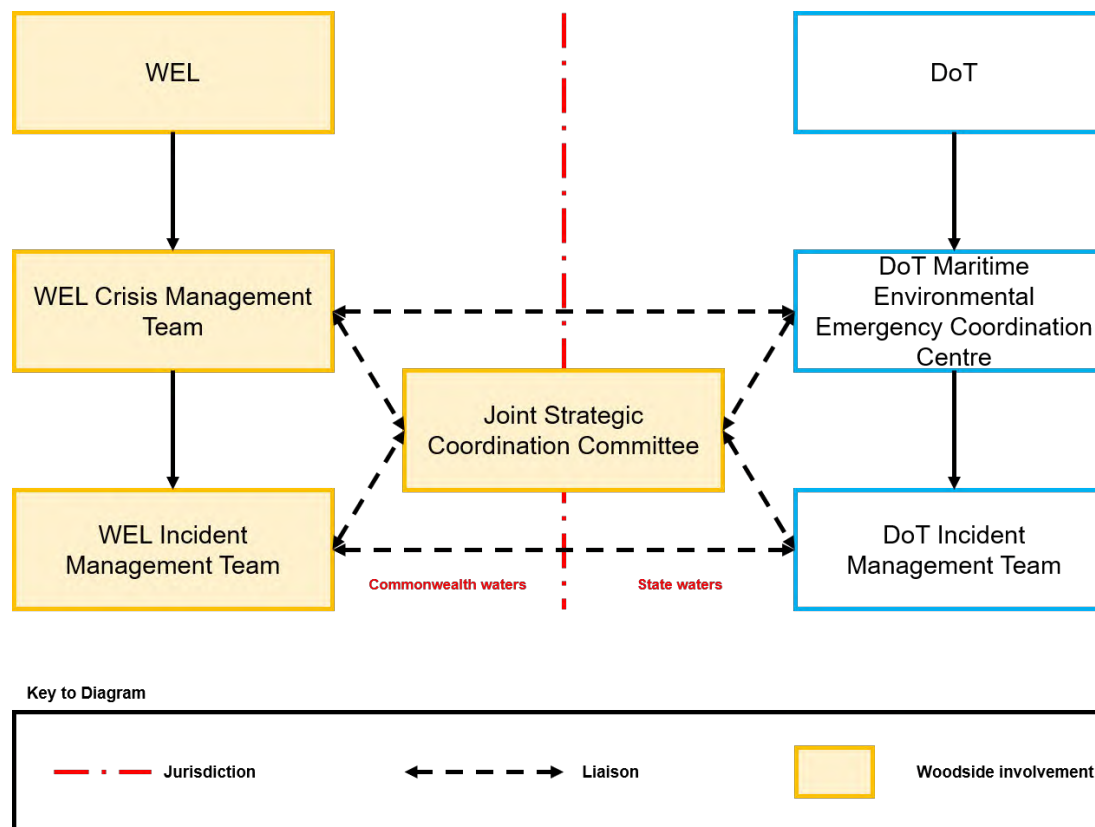 WEL
DoT
WEL Crisis Management
Team
DoT Maritime
Environmental
Emergency Coordination
Centre
Joint Strategic
Coordination Committee
WEL Incident
Management Team
DoT Incident
Management Team
Commonwealth waters
State waters
Key to Diagram
Jurisdiction
Liaison
Woodside involvement